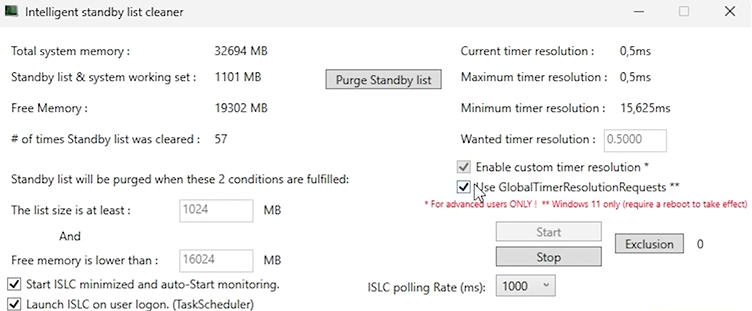 Intelligent standby list cleaner
Total system memory : 32694 MB
Current timer resolution : 0,5ms
Standby list & system working set : 1101 MB
Purge Standby list
Maximum timer resolution : 0,5ms
Free Memory : 19302 MB
Minimum timer resolution : 15,625ms
# of times Standby list was cleared : 57
Wanted timer resolution : 0.5000
Enable custom timer resolution *
Standby list will be purged when these 2 conditions are fulfilled:
Use GlobalTimerResolutionRequests **
* For advanced users ONLY ! ** Windows 11 only (require a reboot to take effect)
The list size is at least : 1024 MB
Start
And
Exclusion 0
Free memory is lower than : 16024 MB
Stop
Start ISLC minimized and auto-Start monitoring.
ISLC polling Rate (ms): 1000
Launch ISLC on user logon. (TaskScheduler)